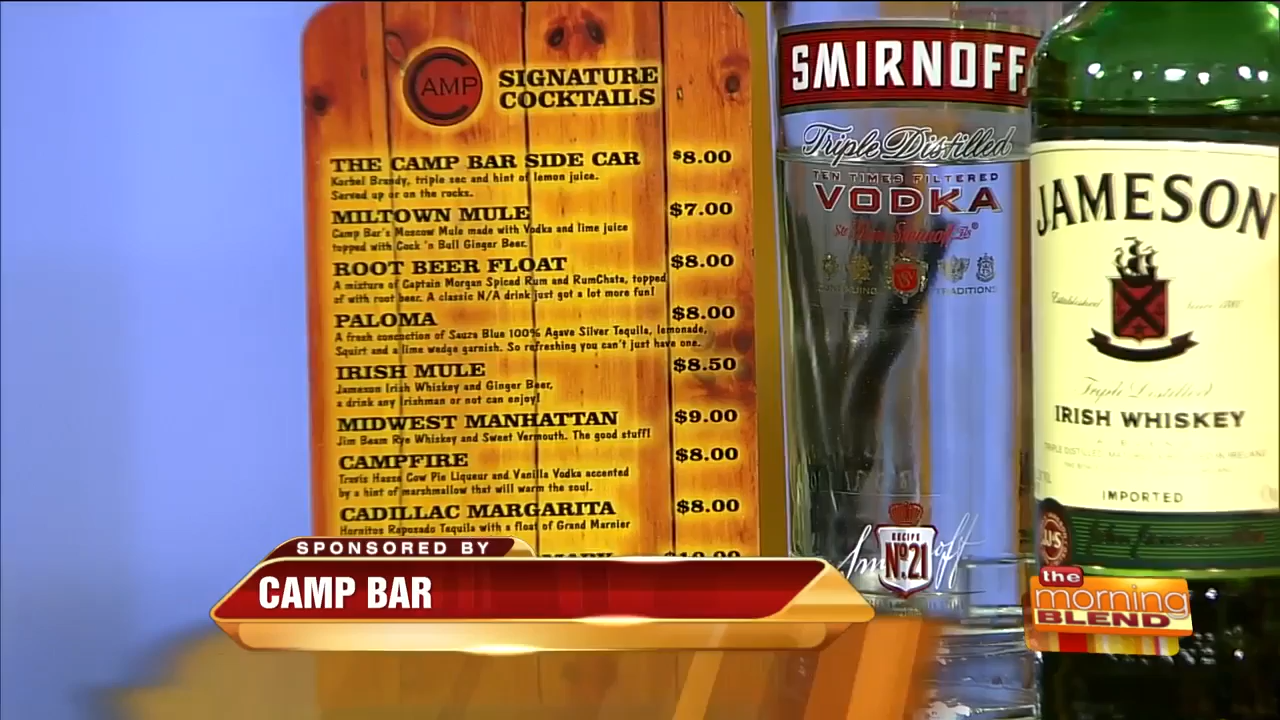 CAMP
SIGNATURE
COCKTAILS
THE CAMP BAR SIDE CAR $8.00
Korbel Brandy, triple sec and hint of lemon juice.
Served up or on the rocks.
MILTOWN MULE $7.00
Camp Bar's Moscow Mule made with Vodka and lime juice
topped with Cock 'n Bull Ginger Beer.
ROOT BEER FLOAT $8.00
A mixture of Captain Morgan Spiced Rum and RumChata, topped
of with root beer. A classic N/A drink just got a lot more fun!
PALOMA $8.00
A fresh concoction of Sauza Blue 100% Agave Silver Tequila, lemonade,
Squirt and a lime wedge garnish. So refreshing you can't just have one.
IRISH MULE $8.50
Jameson Irish Whiskey and Ginger Beer,
a drink any Irishman or not can enjoy!
MIDWEST MANHATTAN $9.00
Jim Beam Rye Whiskey and Sweet Vermouth. The good stuff!
CAMPFIRE $8.00
Travis Hasse Cow Pie Liqueur and Vanilla Vodka accented
by a hint of marshmallow that will warm the soul.
CADILLAC MARGARITA $8.00
Hornitos Reposado Tequila with a float of Grand Marnier
SMIRNOFF
Triple Distilled
TEN TIMES FILTERED
VODKA
TRADITIONS
RECIPE
No.21
JAMESON
Established Since 1780
Triple Distilled
IRISH WHISKEY
IMPORTED
SPONSORED BY
CAMP BAR
the
morning
BLEND